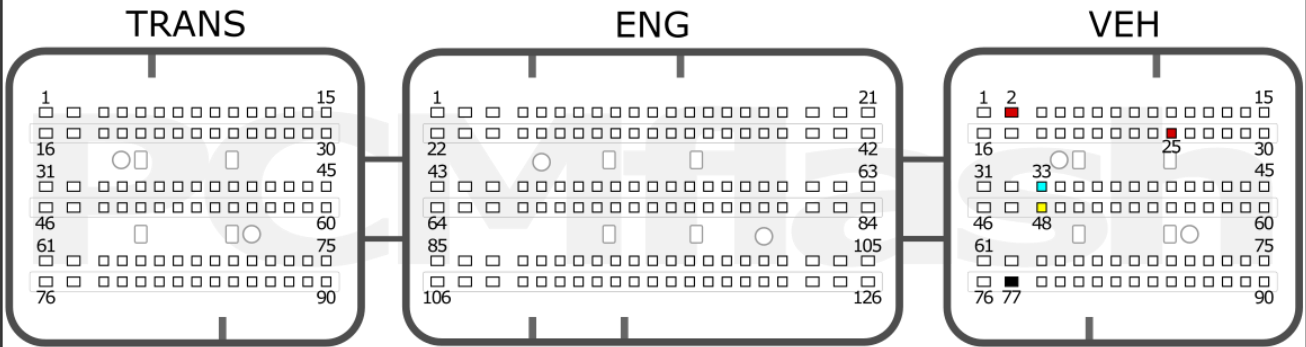 TRANS ENG VEH
1 15 1 21 1 2 15
16 30 22 42 16 25 30
31 45 43 63 31 33 45
46 60 64 84 46 48 60
61 75 85 105 61 75
76 90 106 126 76 77 90
PCMflash